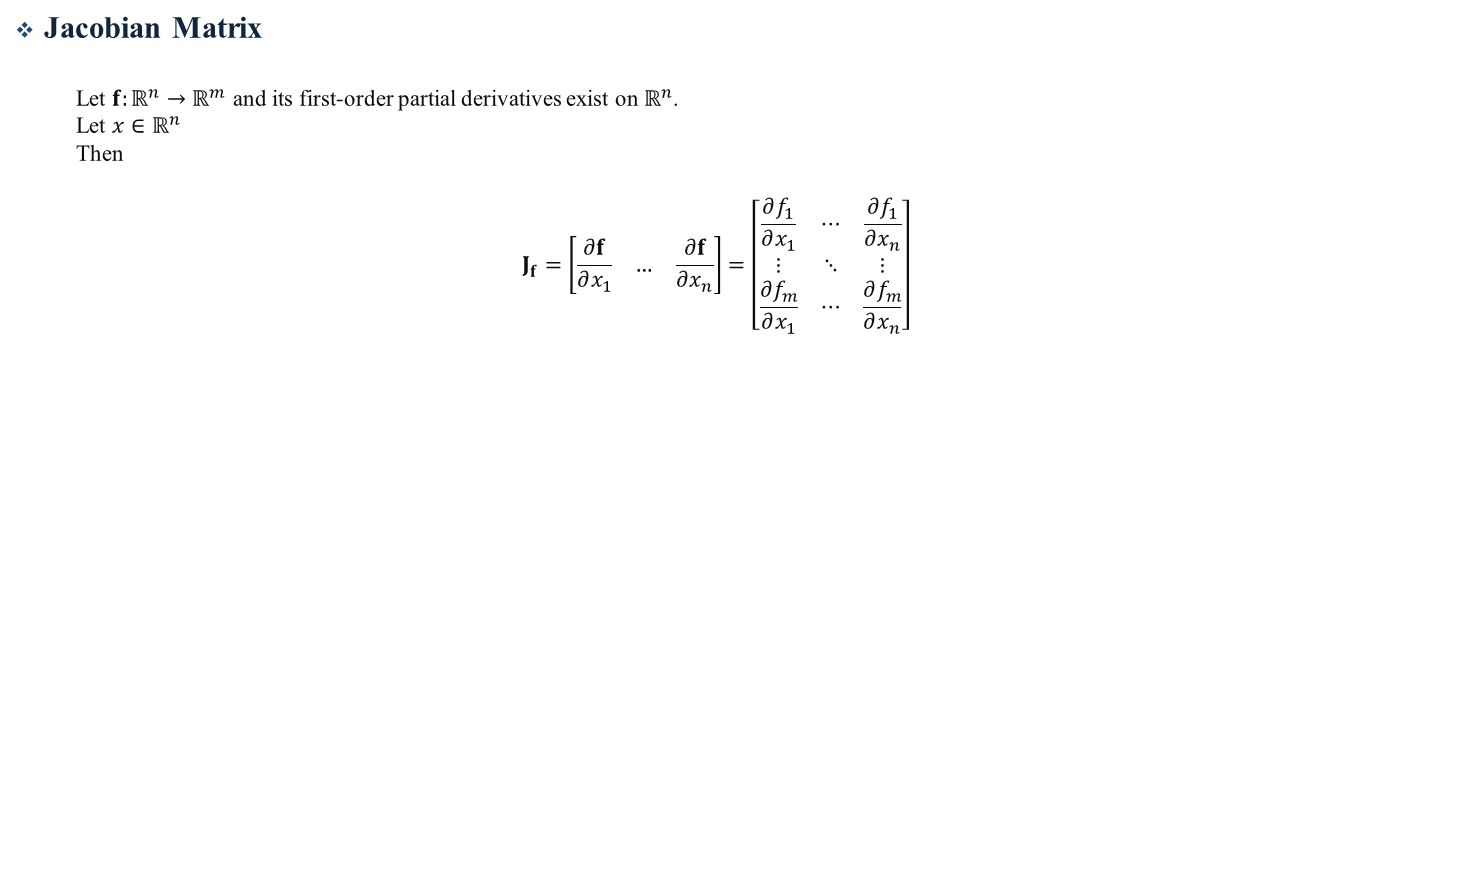 ❖ Jacobian Matrix
Let 𝐟: ℝⁿ → ℝᵐ and its first-order partial derivatives exist on ℝⁿ.
Let 𝑥 ∈ ℝⁿ
Then
𝐉_𝐟 = [∂𝐟/∂𝑥₁ … ∂𝐟/∂𝑥ₙ] = [∂𝑓₁/∂𝑥₁ ⋯ ∂𝑓₁/∂𝑥ₙ ; ⋮ ⋱ ⋮ ; ∂𝑓ₘ/∂𝑥₁ ⋯ ∂𝑓ₘ/∂𝑥ₙ]